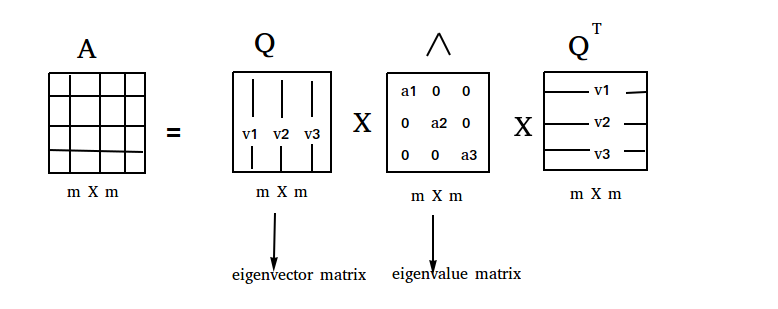 A
=
m X m
Q
v1 v2 v3
m X m
X
Λ
a1 0 0
0 a2 0
0 0 a3
m X m
X
Q^T
v1
v2
v3
m X m
eigenvector matrix
eigenvalue matrix